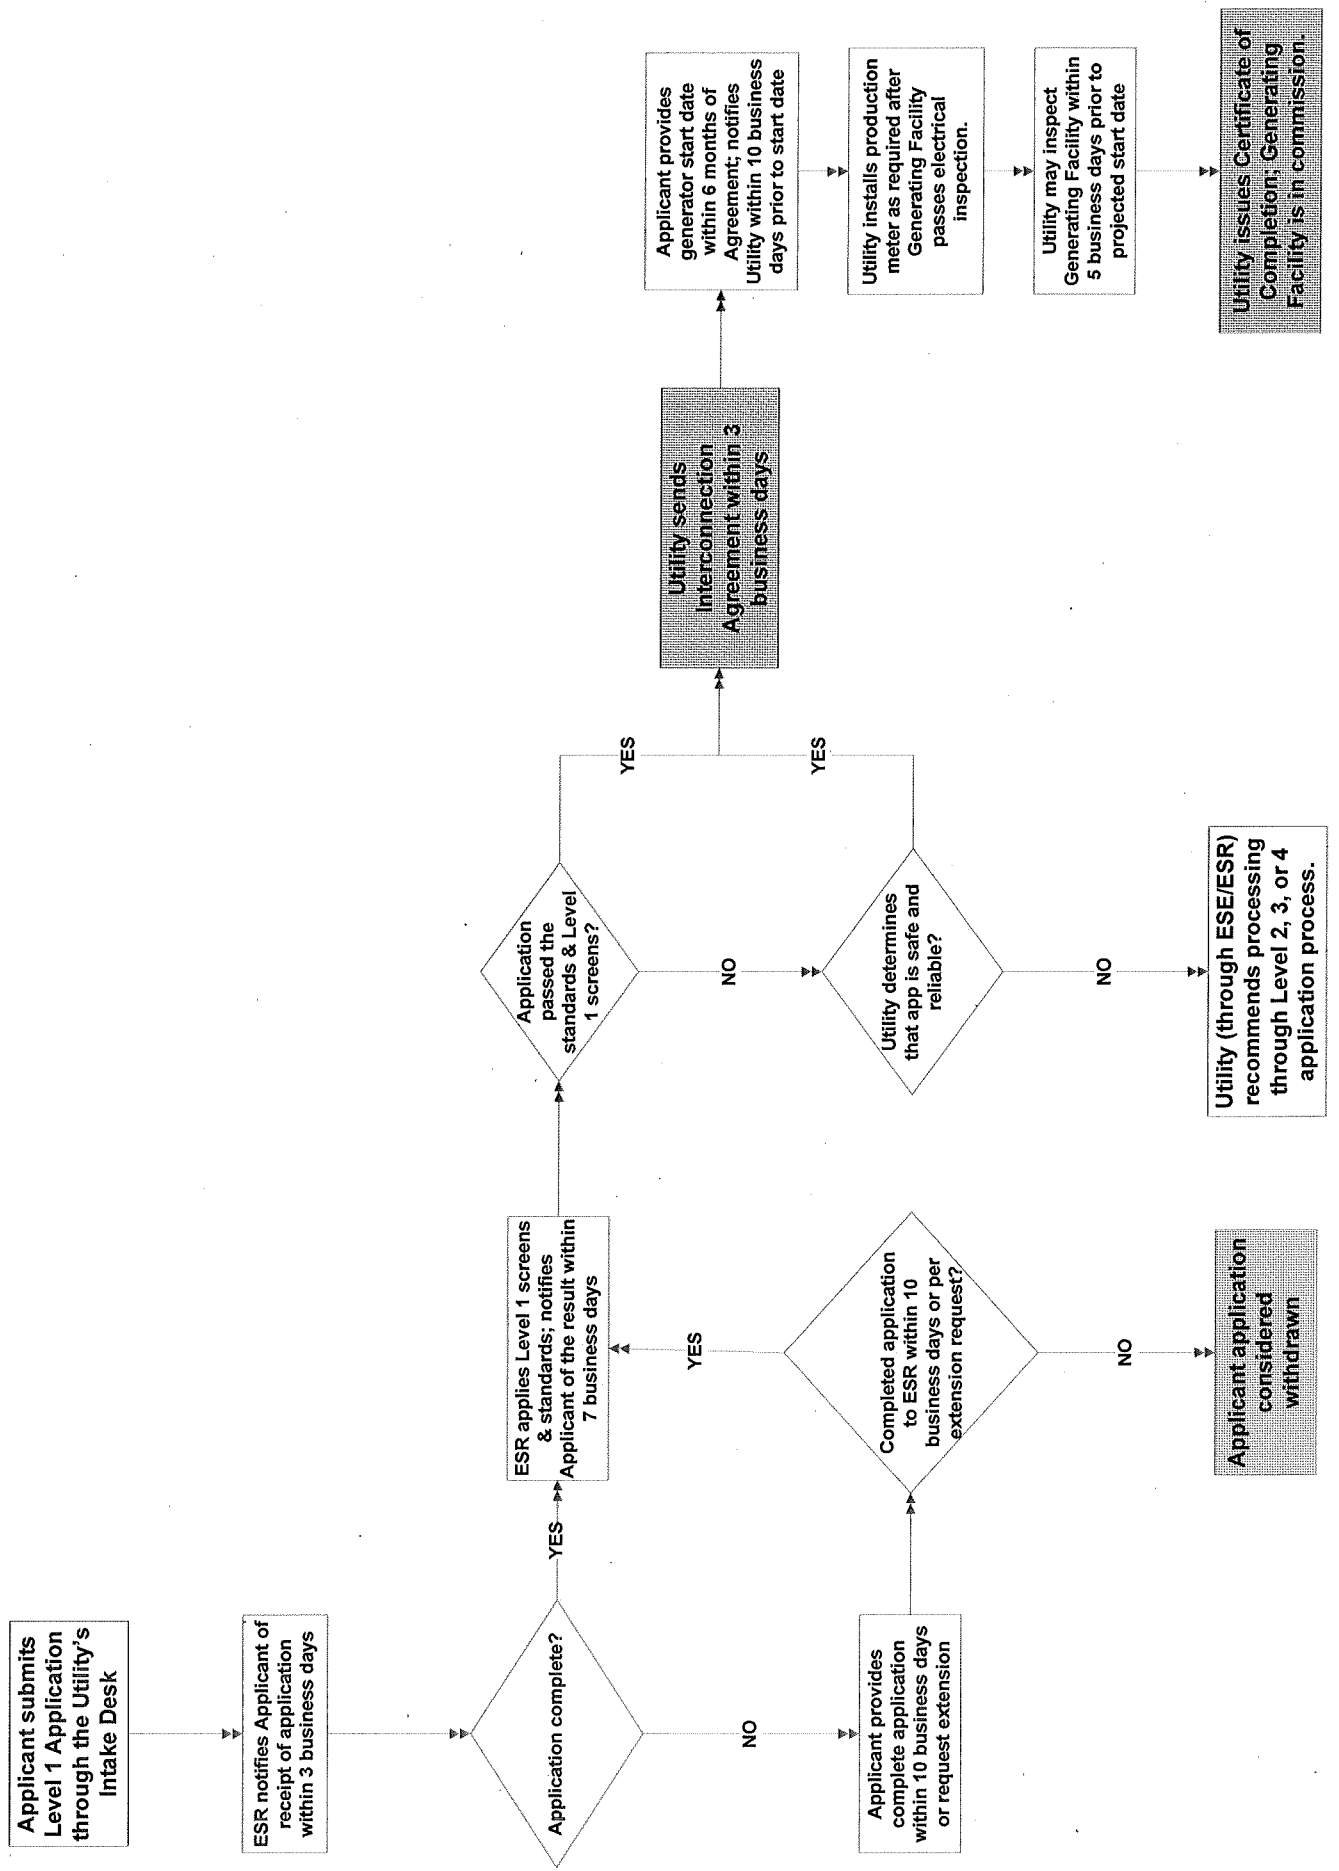 Applicant submits
Level 1 Application
through the Utility's
Intake Desk
ESR notifies Applicant of
receipt of application
within 3 business days
Application complete?
YES
NO
Applicant provides
complete application
within 10 business days
or request extension
ESR applies Level 1 screens
& standards; notifies
Applicant of the result within
7 business days
YES
Completed application
to ESR within 10
business days or per
extension request?
NO
Applicant application
considered
withdrawn
Application
passed the
standards & Level
1 screens?
YES
NO
Utility determines
that app is safe and
reliable?
YES
NO
Utility (through ESE/ESR)
recommends processing
through Level 2, 3, or 4
application process.
Utility sends
Interconnection
Agreement within 3
business days
Applicant provides
generator start date
within 6 months of
Agreement; notifies
Utility within 10 business
days prior to start date
Utility installs production
meter as required after
Generating Facility
passes electrical
inspection.
Utility may inspect
Generating Facility within
5 business days prior to
projected start date
Utility issues Certificate of
Completion; Generating
Facility is in commission.